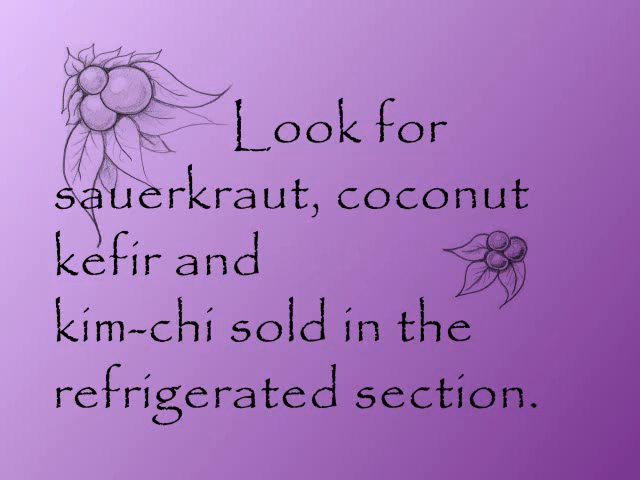 Look for
sauerkraut, coconut
kefir and
kim-chi sold in the
refrigerated section.